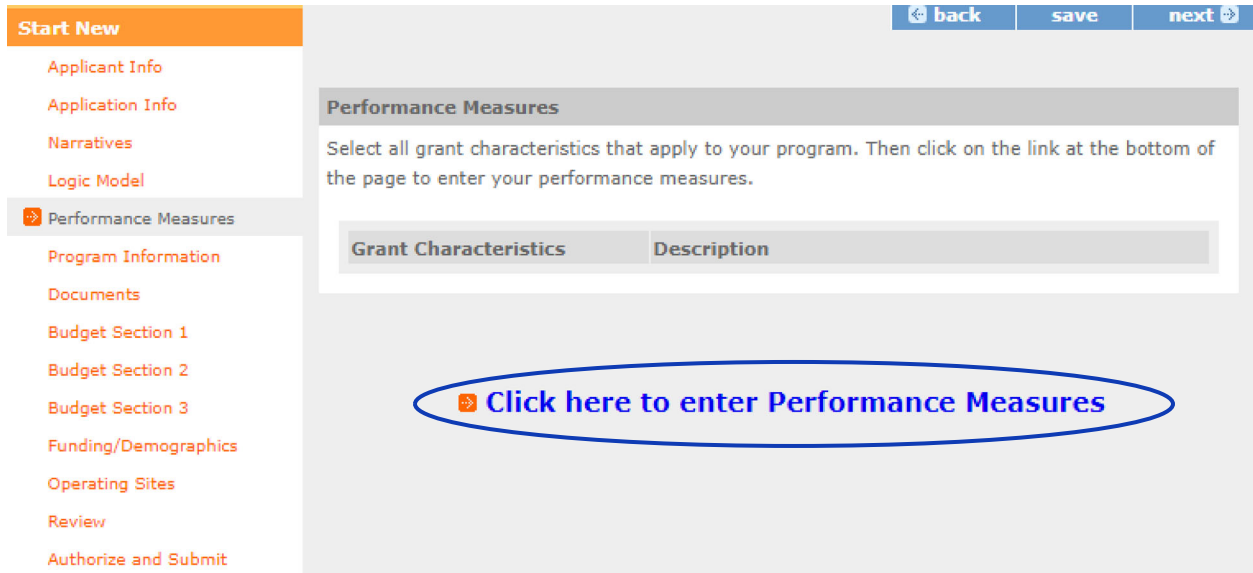 Start New
Applicant Info
Application Info
Narratives
Logic Model
Performance Measures
Program Information
Documents
Budget Section 1
Budget Section 2
Budget Section 3
Funding/Demographics
Operating Sites
Review
Authorize and Submit
back save next
Performance Measures
Select all grant characteristics that apply to your program. Then click on the link at the bottom of
the page to enter your performance measures.
Grant Characteristics Description
Click here to enter Performance Measures